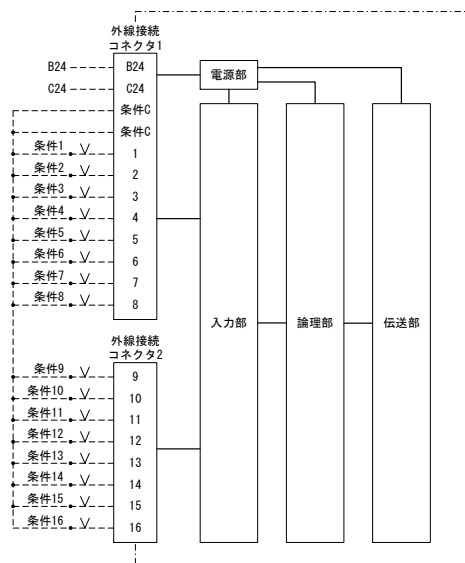 外線接続
コネクタ1
B24 B24
C24 C24
条件C
条件C
条件1 1
条件2 2
条件3 3
条件4 4
条件5 5
条件6 6
条件7 7
条件8 8
電源部
入力部 論理部 伝送部
外線接続
コネクタ2
条件9 9
条件10 10
条件11 11
条件12 12
条件13 13
条件14 14
条件15 15
条件16 16